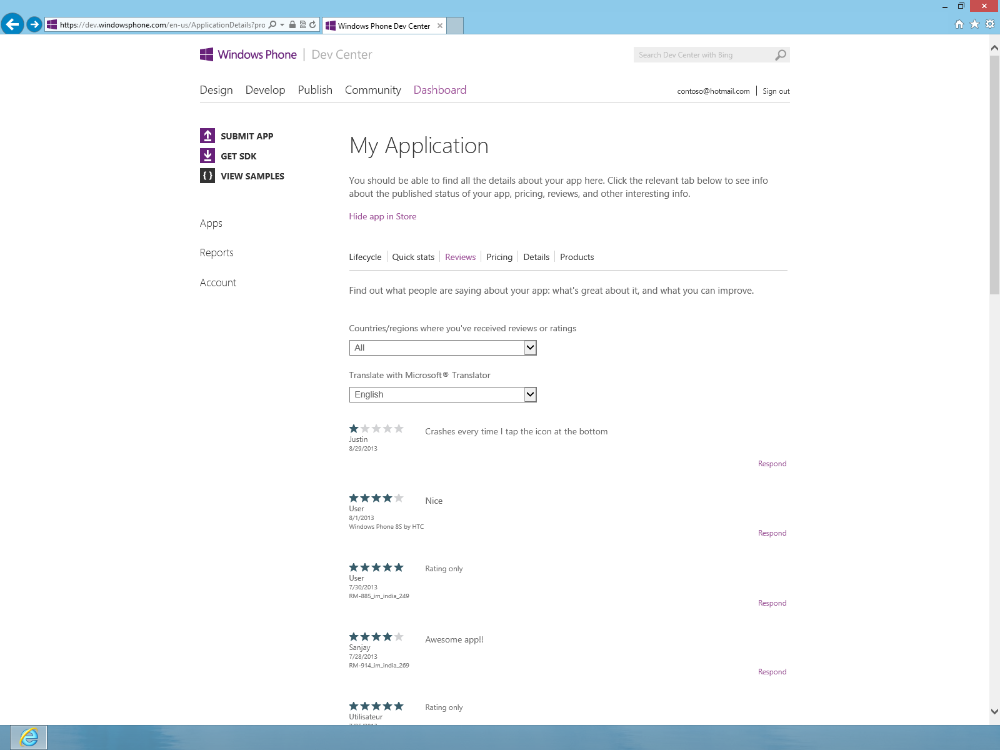 https://dev.windowsphone.com/en-us/ApplicationDetails?pro
Windows Phone Dev Center
Windows Phone | Dev Center
Search Dev Center with Bing
Design Develop Publish Community Dashboard
contoso@hotmail.com | Sign out
SUBMIT APP
GET SDK
VIEW SAMPLES
Apps
Reports
Account
My Application
You should be able to find all the details about your app here. Click the relevant tab below to see info
about the published status of your app, pricing, reviews, and other interesting info.
Hide app in Store
Lifecycle Quick stats Reviews Pricing Details Products
Find out what people are saying about your app: what's great about it, and what you can improve.
Countries/regions where you've received reviews or ratings
All
Translate with Microsoft® Translator
English
Crashes every time I tap the icon at the bottom
Justin
8/29/2013
Respond
Nice
User
8/1/2013
Windows Phone 8S by HTC
Respond
Rating only
User
7/30/2013
RM-885_im_india_249
Respond
Awesome app!!
Sanjay
7/28/2013
RM-914_im_india_269
Respond
Rating only
Utilisateur